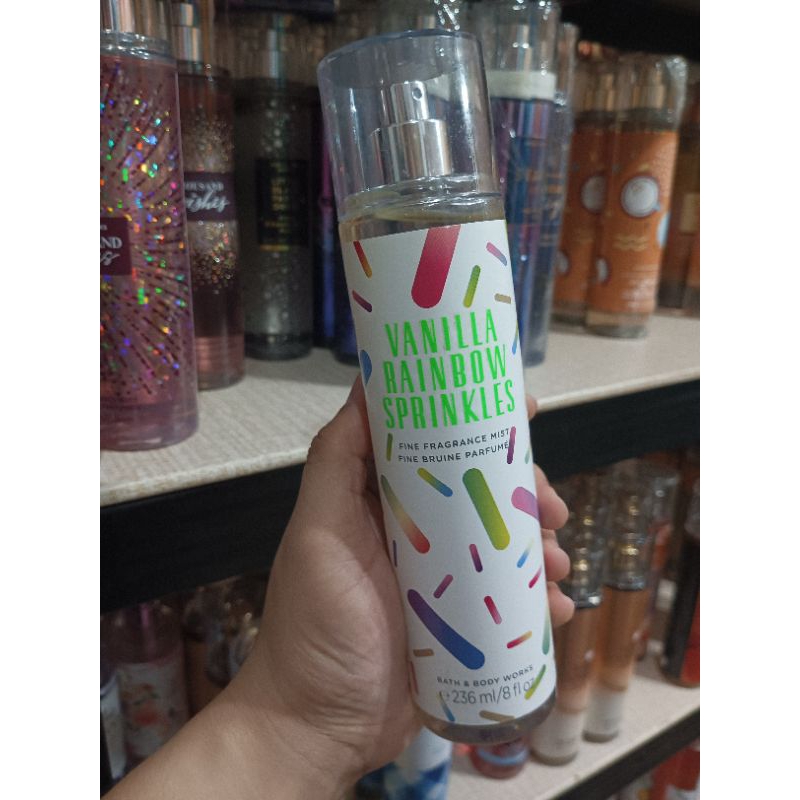 VANILLA
RAINBOW
SPRINKLES
FINE FRAGRANCE MIST
FINE BRUINE PARFUMÉE
BATH & BODY WORKS
℮ 236 ml/8 fl oz